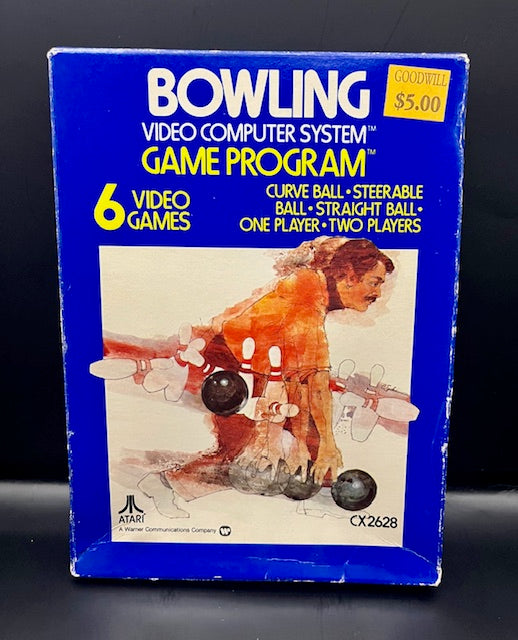 BOWLING
GOODWILL
$5.00
VIDEO COMPUTER SYSTEM™
GAME PROGRAM™
6 VIDEO GAMES
CURVE BALL • STEERABLE
BALL • STRAIGHT BALL •
ONE PLAYER • TWO PLAYERS
ATARI
A Warner Communications Company
CX2628